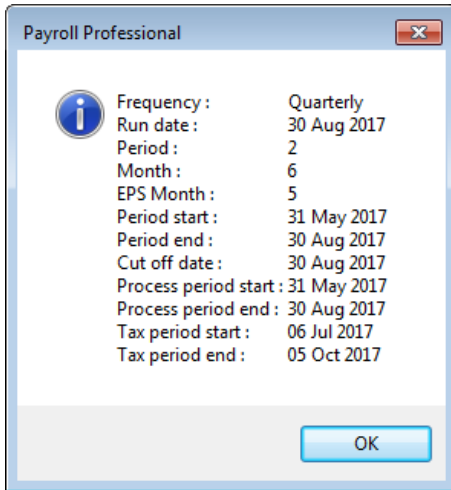 Payroll Professional
Frequency : Quarterly
Run date : 30 Aug 2017
Period : 2
Month : 6
EPS Month : 5
Period start : 31 May 2017
Period end : 30 Aug 2017
Cut off date : 30 Aug 2017
Process period start : 31 May 2017
Process period end : 30 Aug 2017
Tax period start : 06 Jul 2017
Tax period end : 05 Oct 2017
OK